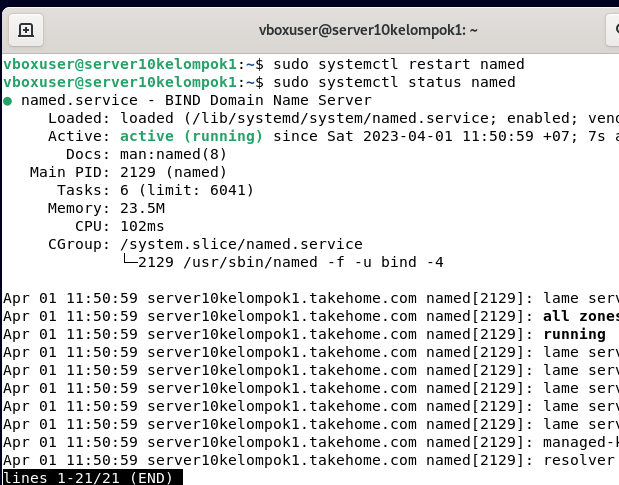 vboxuser@server10kelompok1: ~
vboxuser@server10kelompok1:~$ sudo systemctl restart named
vboxuser@server10kelompok1:~$ sudo systemctl status named
● named.service - BIND Domain Name Server
Loaded: loaded (/lib/systemd/system/named.service; enabled; vend
Active: active (running) since Sat 2023-04-01 11:50:59 +07; 7s a
Docs: man:named(8)
Main PID: 2129 (named)
Tasks: 6 (limit: 6041)
Memory: 23.5M
CPU: 102ms
CGroup: /system.slice/named.service
└─2129 /usr/sbin/named -f -u bind -4
Apr 01 11:50:59 server10kelompok1.takehome.com named[2129]: lame serv
Apr 01 11:50:59 server10kelompok1.takehome.com named[2129]: all zones
Apr 01 11:50:59 server10kelompok1.takehome.com named[2129]: running
Apr 01 11:50:59 server10kelompok1.takehome.com named[2129]: lame serv
Apr 01 11:50:59 server10kelompok1.takehome.com named[2129]: lame serv
Apr 01 11:50:59 server10kelompok1.takehome.com named[2129]: lame serv
Apr 01 11:50:59 server10kelompok1.takehome.com named[2129]: lame serv
Apr 01 11:50:59 server10kelompok1.takehome.com named[2129]: lame serv
Apr 01 11:50:59 server10kelompok1.takehome.com named[2129]: managed-k
Apr 01 11:50:59 server10kelompok1.takehome.com named[2129]: resolver
lines 1-21/21 (END)